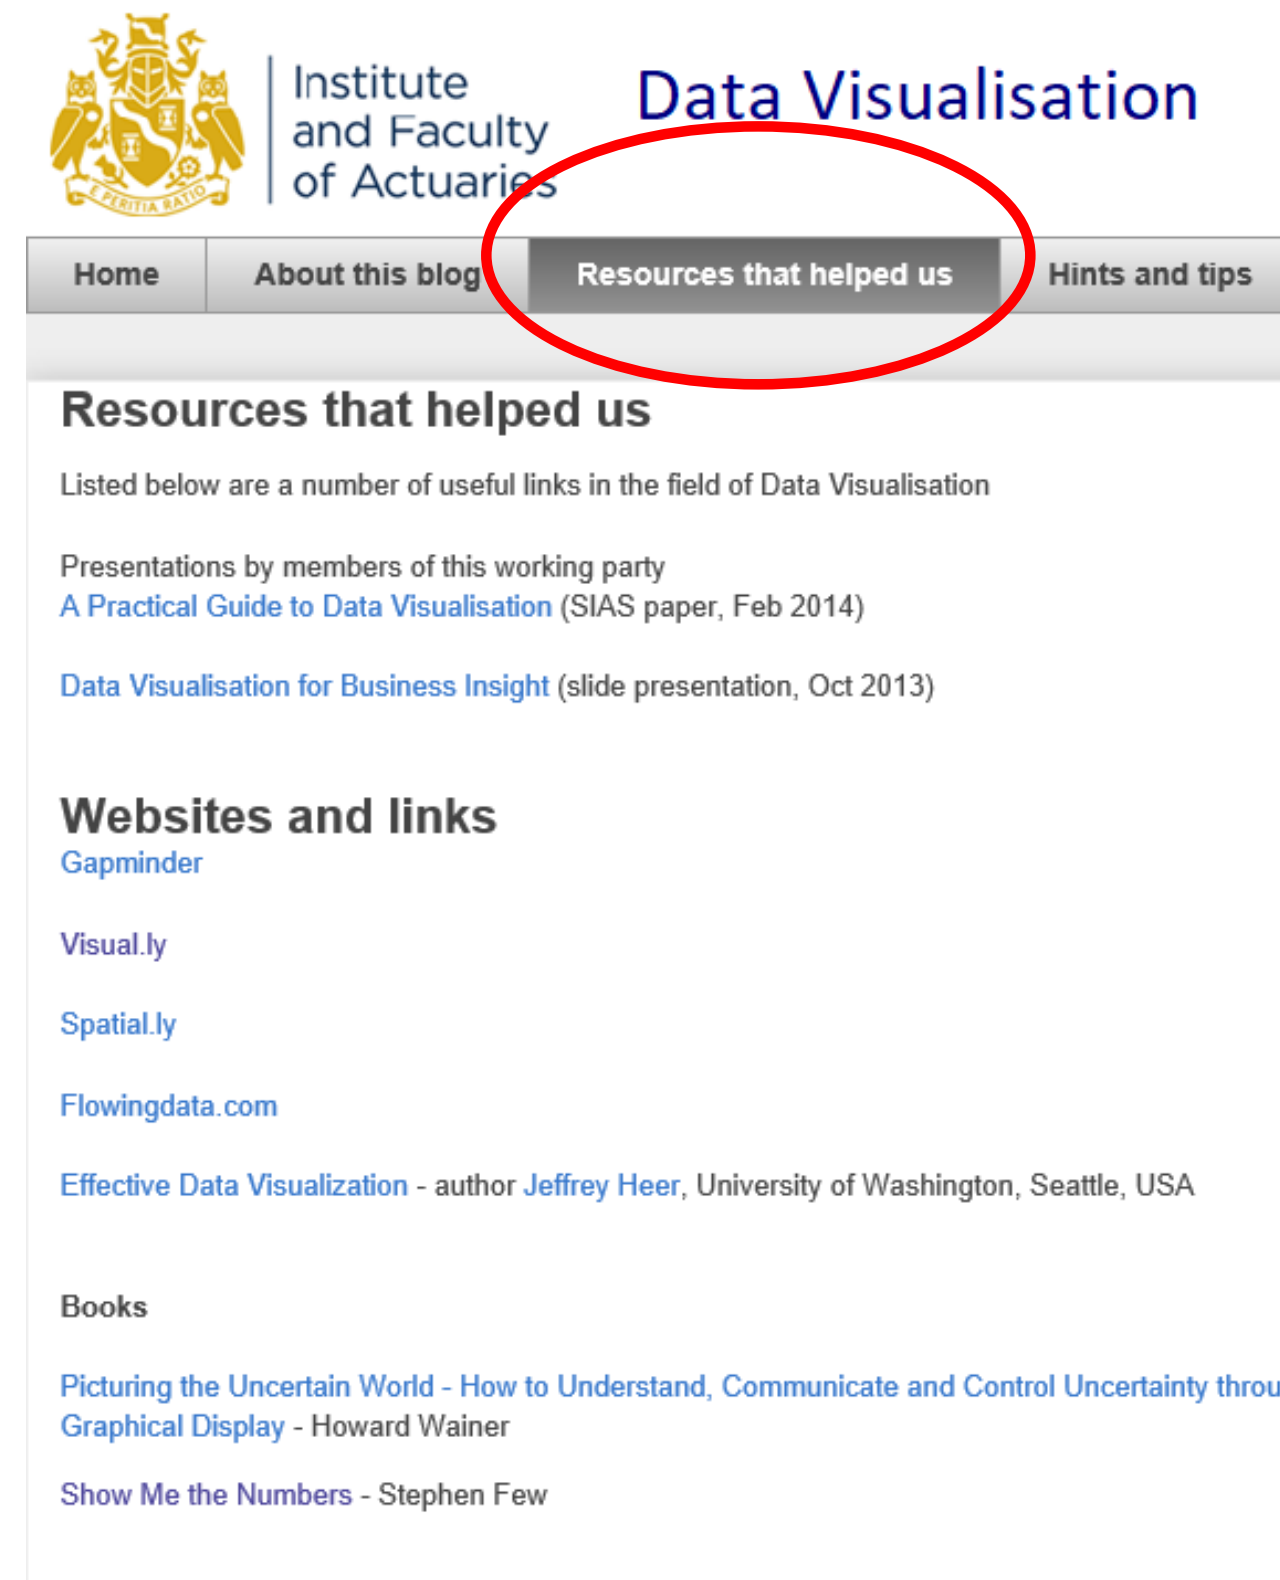 E PERITIA RATIO
Institute
and Faculty
of Actuaries
Data Visualisation
Home
About this blog
Resources that helped us
Hints and tips
Resources that helped us
Listed below are a number of useful links in the field of Data Visualisation
Presentations by members of this working party
A Practical Guide to Data Visualisation (SIAS paper, Feb 2014)
Data Visualisation for Business Insight (slide presentation, Oct 2013)
Websites and links
Gapminder
Visual.ly
Spatial.ly
Flowingdata.com
Effective Data Visualization - author Jeffrey Heer, University of Washington, Seattle, USA
Books
Picturing the Uncertain World - How to Understand, Communicate and Control Uncertainty throu
Graphical Display - Howard Wainer
Show Me the Numbers - Stephen Few